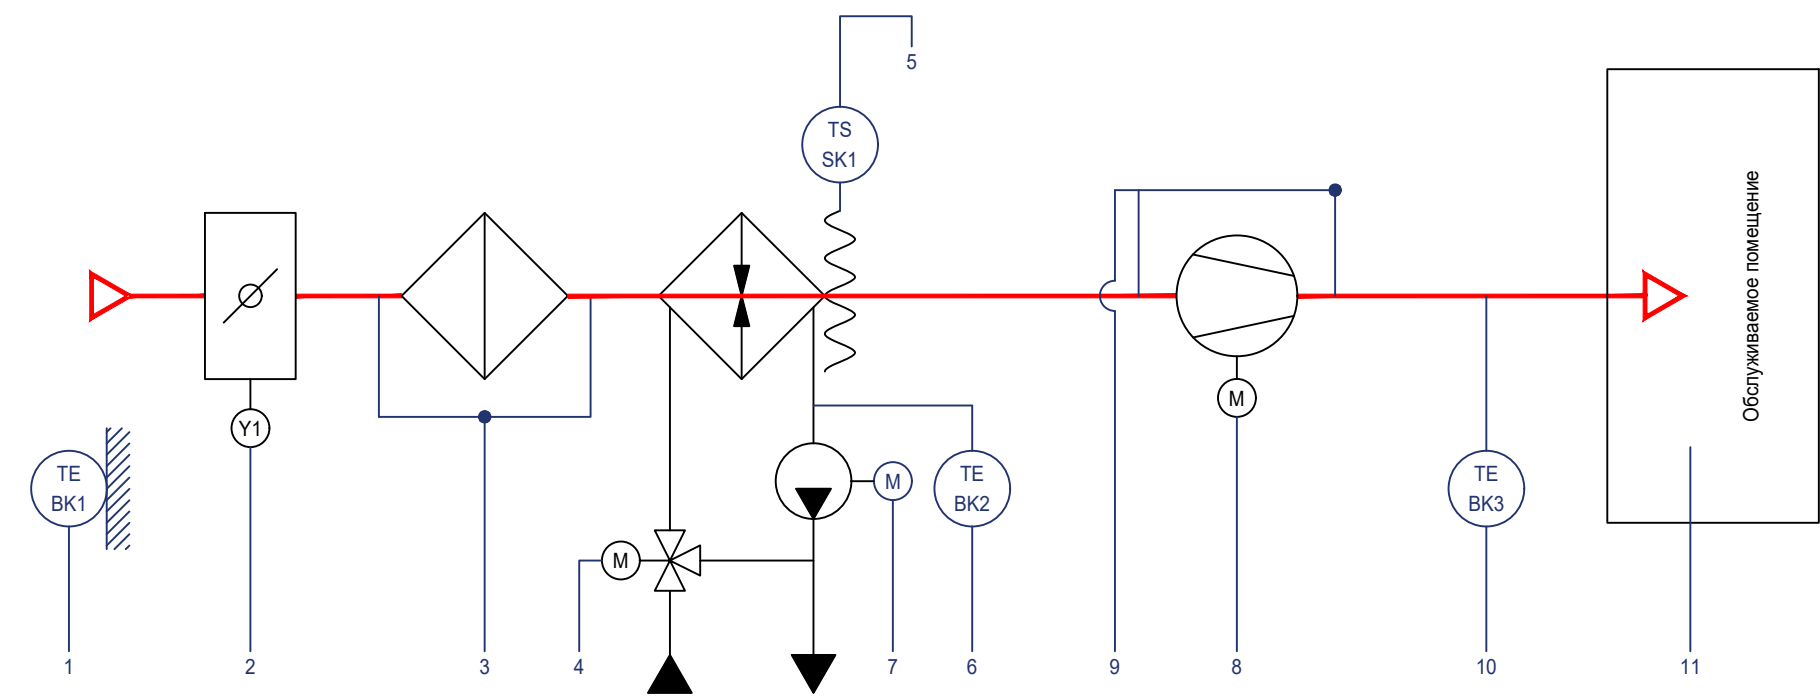 5
TS
SK1
Обслуживаемое помещение
Y1
M
TE
BK1
M
TE
BK2
TE
BK3
M
1
2
3
4
7
6
9
8
10
11